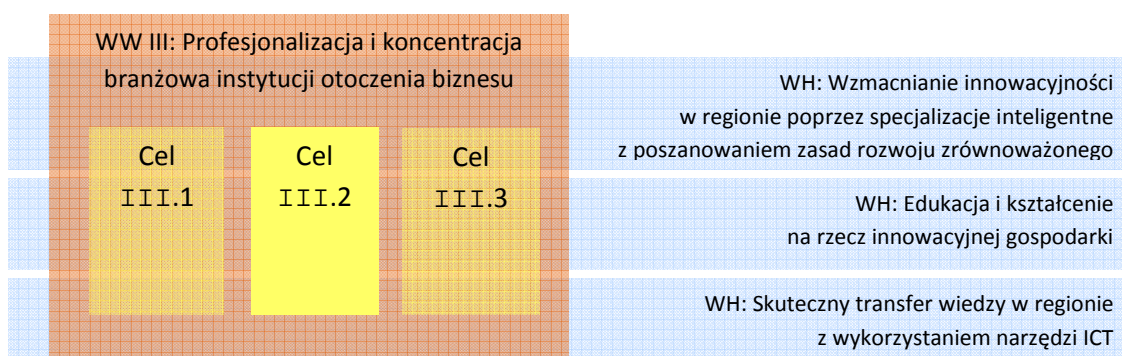 WW III: Profesjonalizacja i koncentracja
branżowa instytucji otoczenia biznesu
Cel
III.1
Cel
III.2
Cel
III.3
WH: Wzmacnianie innowacyjności
w regionie poprzez specjalizacje inteligentne
z poszanowaniem zasad rozwoju zrównoważonego
WH: Edukacja i kształcenie
na rzecz innowacyjnej gospodarki
WH: Skuteczny transfer wiedzy w regionie
z wykorzystaniem narzędzi ICT